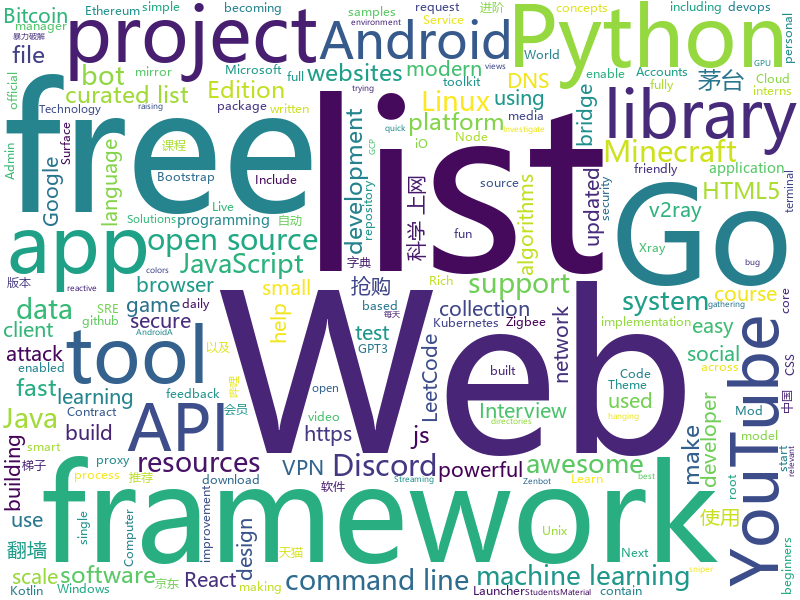 Bitcoin
manager
Ethereum
simple
becoming
bot
mirror
samples
request
Service
environment
进阶
暴力破解
including
devops
concepts
personal
file
project
Android
Python
World
Microsoft
full
toolkit
enable
Accounts
Cloud
interns
GPU
views
trying
official
Technology
curated list
Edition
package
written
websites
modern
DNS
茅台
fully
raising
free
list
Linux
using
platform
media
Node
iO
bridge
library
Minecraft
application
friendly
terminal
Admin
language
Google
Surface
课程
Bootstrap
Include
development
repository
科学 上网
source
quick
GCP
Investigate
fun
algorithms
updated
v2ray
HTML5
security
Go
Xray
bug
app
open source
Solutions
programming
Live
自动
JavaScript
字典
抢购
Rich
support
small
版本
colors
reactive
SRE
github
data
browser
game
daily
secure
help
based
每天
collection
Kubernetes
Zigbee
system
course
core
implementation
gathering
client
attack
enabled
tool
Web
test
GPT3
network
built
easy
social
AndroidA
across
fast
learning
feedback
以及
LeetCode
open
Interview
Code
Theme
used
CSS
中国
YouTube
Java
Contract
会员
API
video
https
js
developer
Mod
model
building
smart
梯子
build
resources
VPN
Discord
powerful
awesome
make
start
root
best
relevant
use
翻墙
process
推荐
proxy
download
软件
Streaming
Zenbot
Learn
framework
Unix
使用
single
scale
software
Computer
React
improvement
design
天猫
京东
Next
hanging
directories
beginners
Kotlin
Windows
making
command line
machine learning
Launcher
StudentsMaterial
contain
sniper